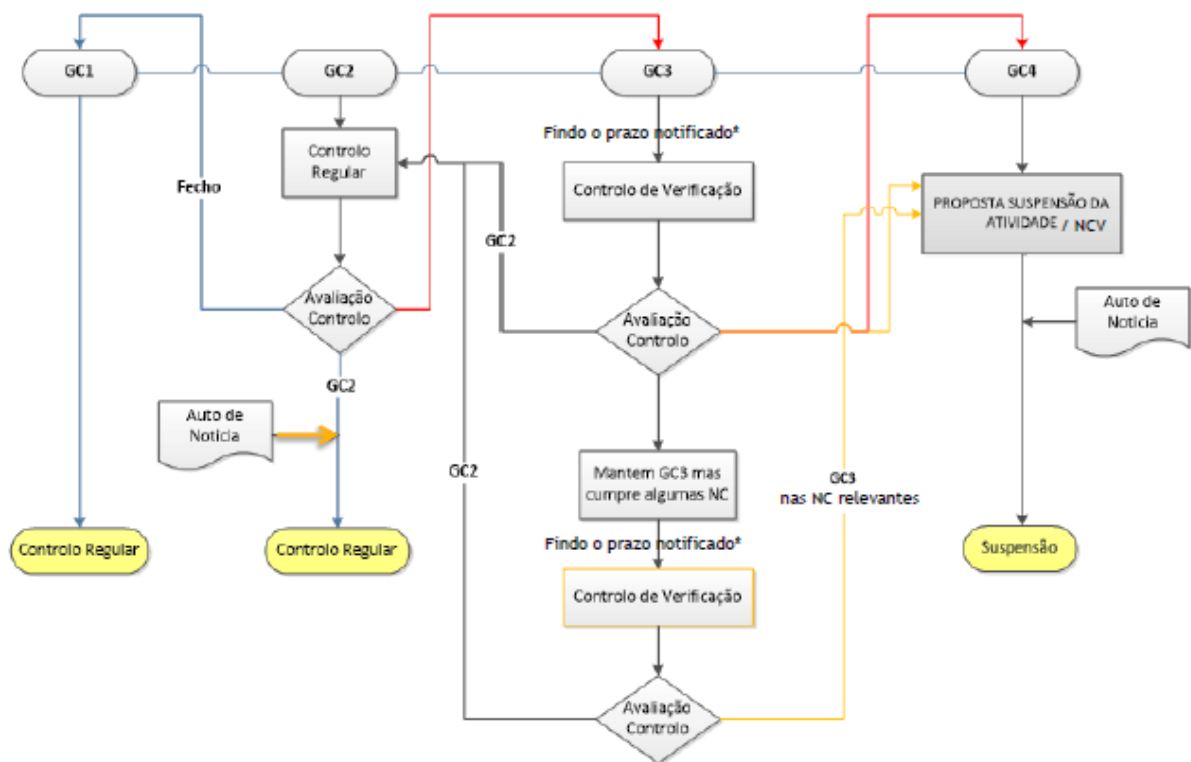 GC1
GC2
GC3
GC4
Findo o prazo notificado*
Controlo
Regular
Fecho
Controlo de Verificação
PROPOSTA SUSPENSÃO DA
ATIVIDADE / NCV
GC2
Avaliação
Controlo
Avaliação
Controlo
Auto de
Noticia
GC2
Auto de
Noticia
GC2
Mantem GC3 mas
cumpre algumas NC
GC3
nas NC relevantes
Findo o prazo notificado*
Controlo Regular
Controlo Regular
Suspensão
Controlo de Verificação
Avaliação
Controlo